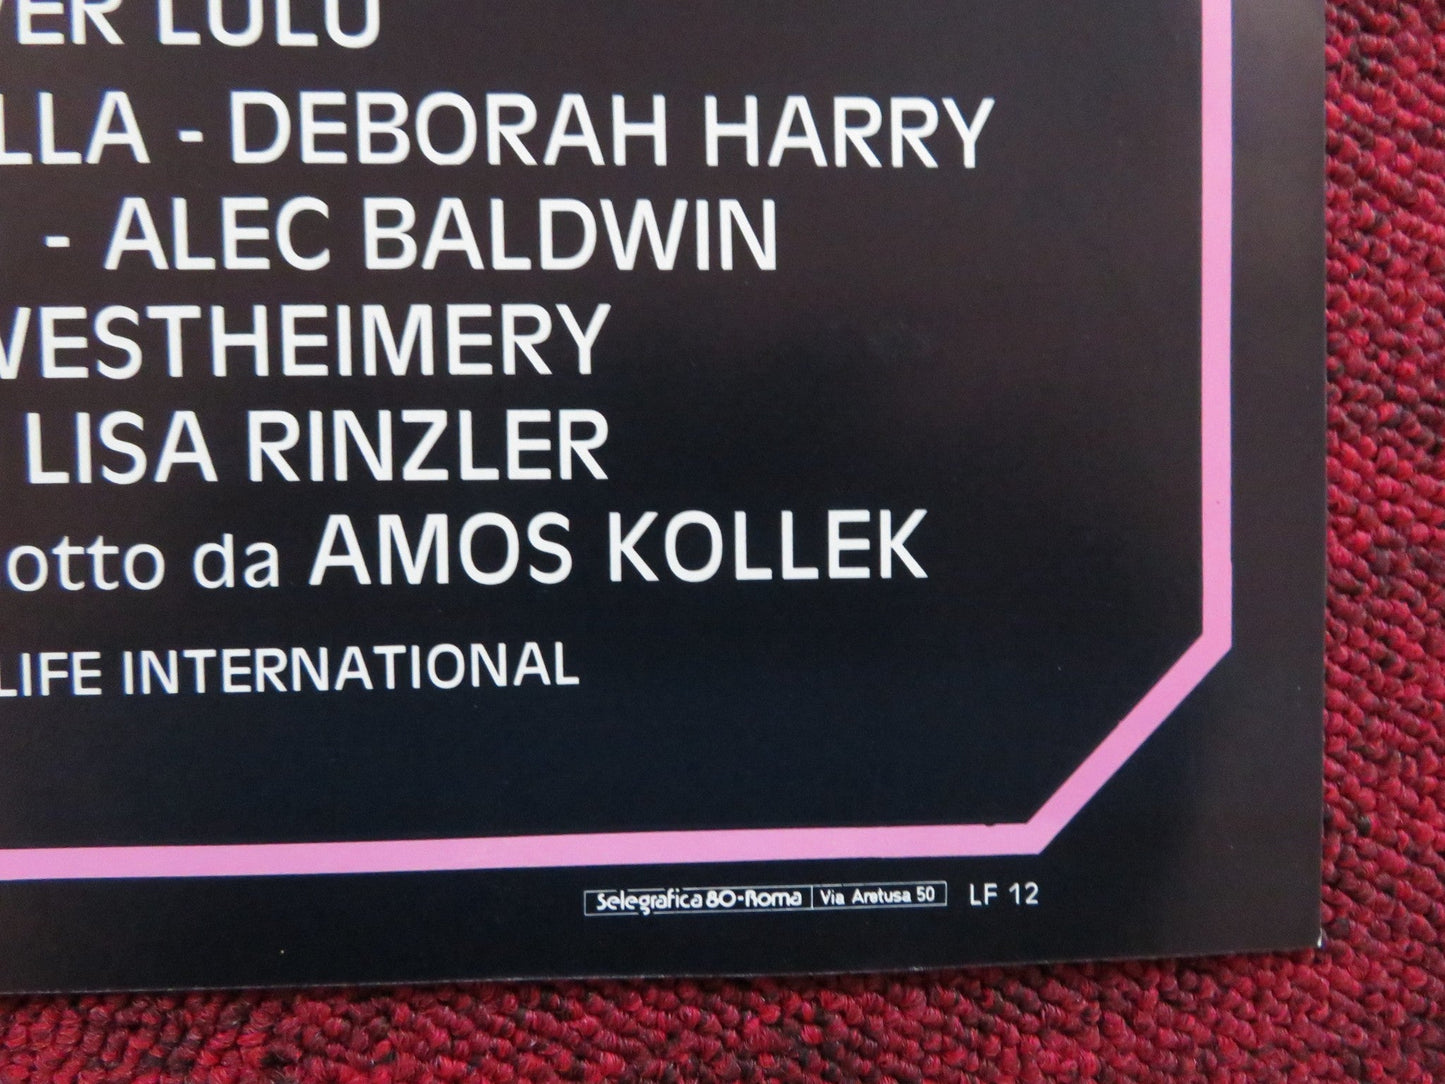 VER LULU
LLA - DEBORAH HARRY
- ALEC BALDWIN
WESTHEIMERY
LISA RINZLER
otto da AMOS KOLLEK
LIFE INTERNATIONAL
Selegrafica 80-Roma Via Aretusa 50 LF 12